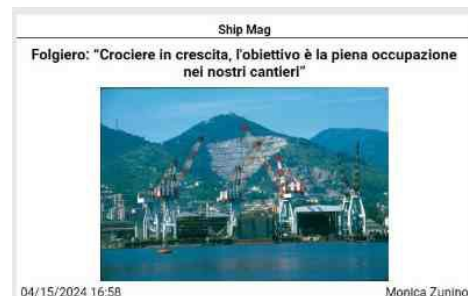 Ship Mag
Folgiero: “Crociere in crescita, l'obiettivo è la piena occupazione
nei nostri cantieri”
04/15/2024 16:58
Monica Zunino